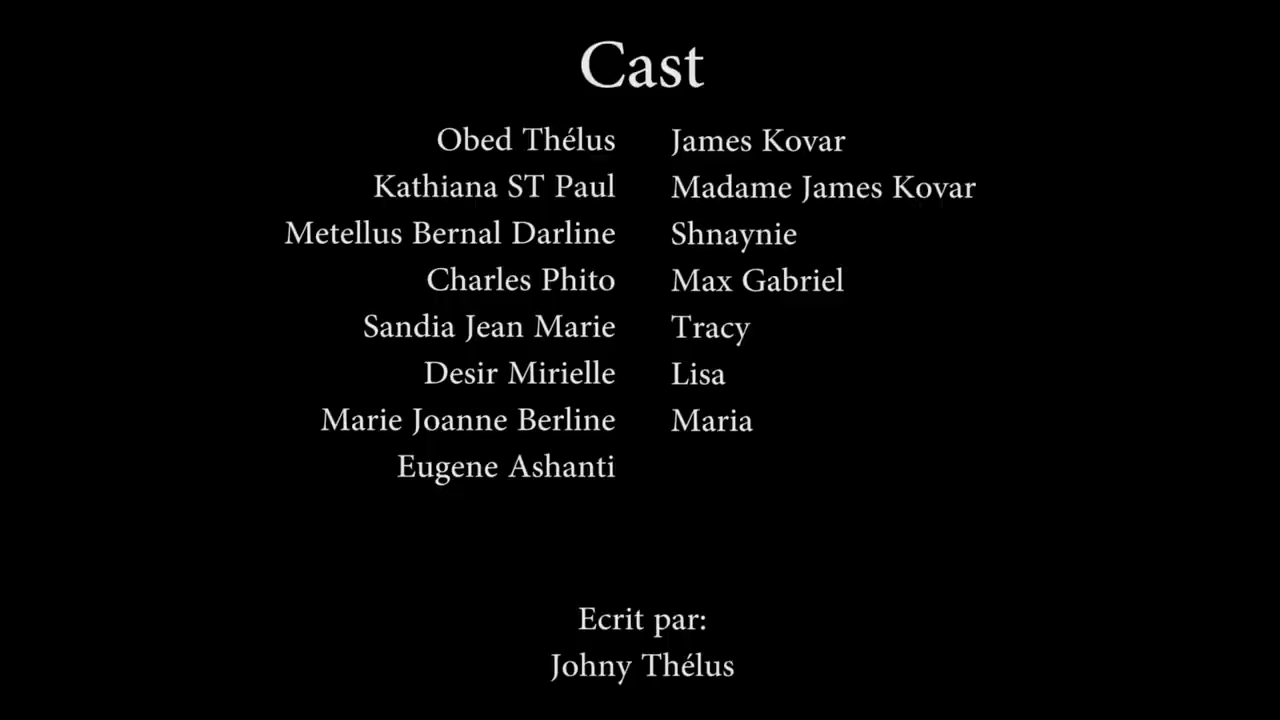 Cast
Obed Thélus James Kovar
Kathiana ST Paul Madame James Kovar
Metellus Bernal Darline Shnaynie
Charles Phito Max Gabriel
Sandia Jean Marie Tracy
Desir Mirielle Lisa
Marie Joanne Berline Maria
Eugene Ashanti
Ecrit par:
Johny Thélus